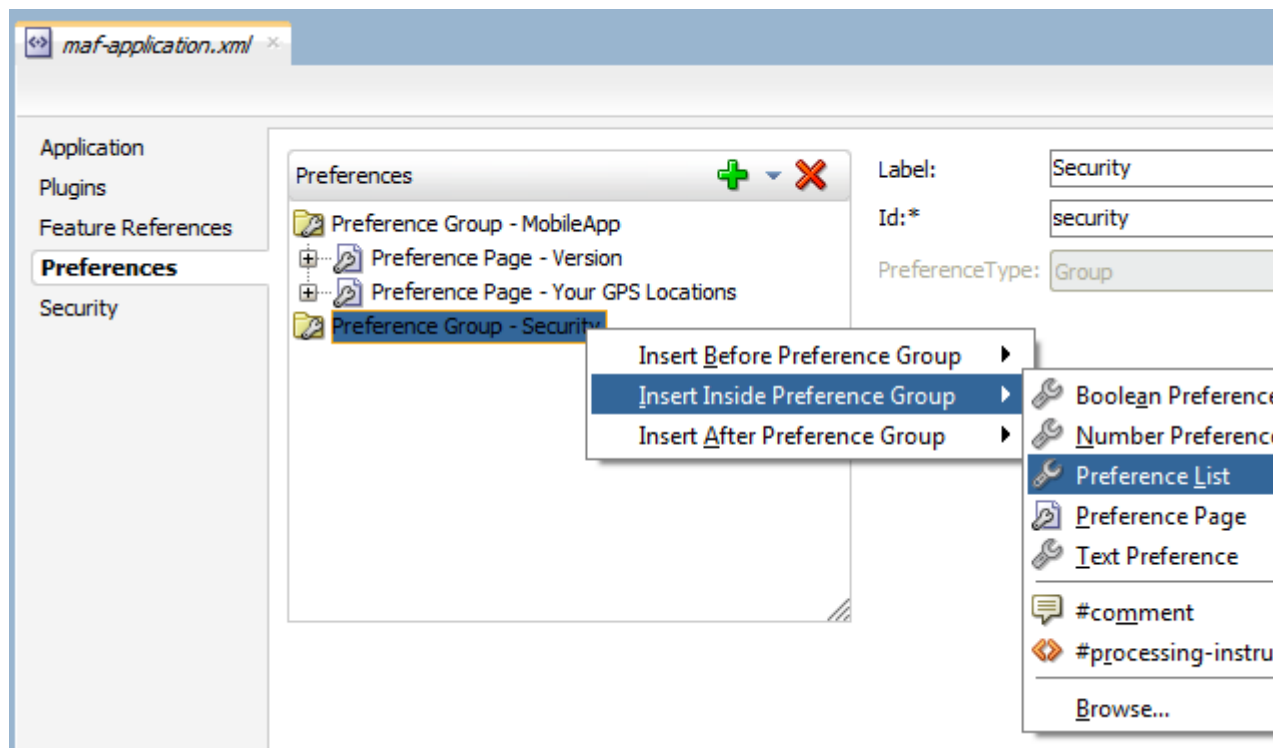 maf-application.xml
Application
Plugins
Feature References
Preferences
Security
Preferences
Preference Group - MobileApp
Preference Page - Version
Preference Page - Your GPS Locations
Preference Group - Security
Label:
Security
Id:*
security
PreferenceType:
Group
Insert Before Preference Group
Insert Inside Preference Group
Insert After Preference Group
Boolean Preference
Number Preference
Preference List
Preference Page
Text Preference
#comment
#processing-instru
Browse...